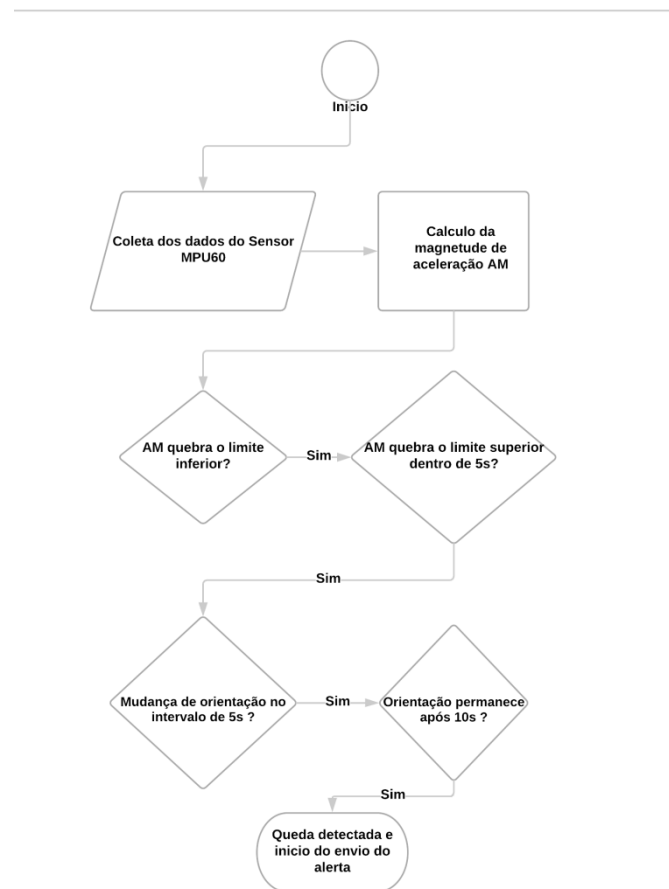 Início
Coleta dos dados do Sensor
MPU60
Calculo da
magnetude de
aceleração AM
AM quebra o limite
inferior?
Sim
AM quebra o limite superior
dentro de 5s?
Sim
Mudança de orientação no
intervalo de 5s ?
Sim
Orientação permanece
após 10s ?
Sim
Queda detectada e
inicio do envio do
alerta